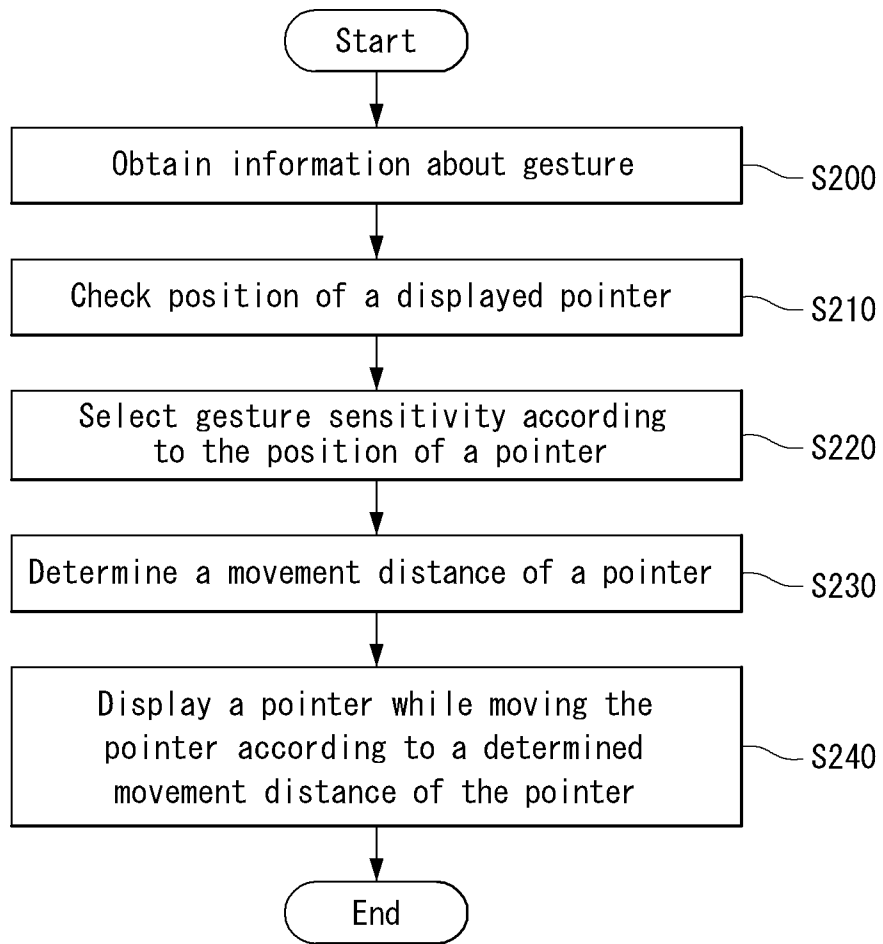 Start
Obtain information about gesture
S200
Check position of a displayed pointer
S210
Select gesture sensitivity according
to the position of a pointer
S220
Determine a movement distance of a pointer
S230
Display a pointer while moving the
pointer according to a determined
movement distance of the pointer
S240
End